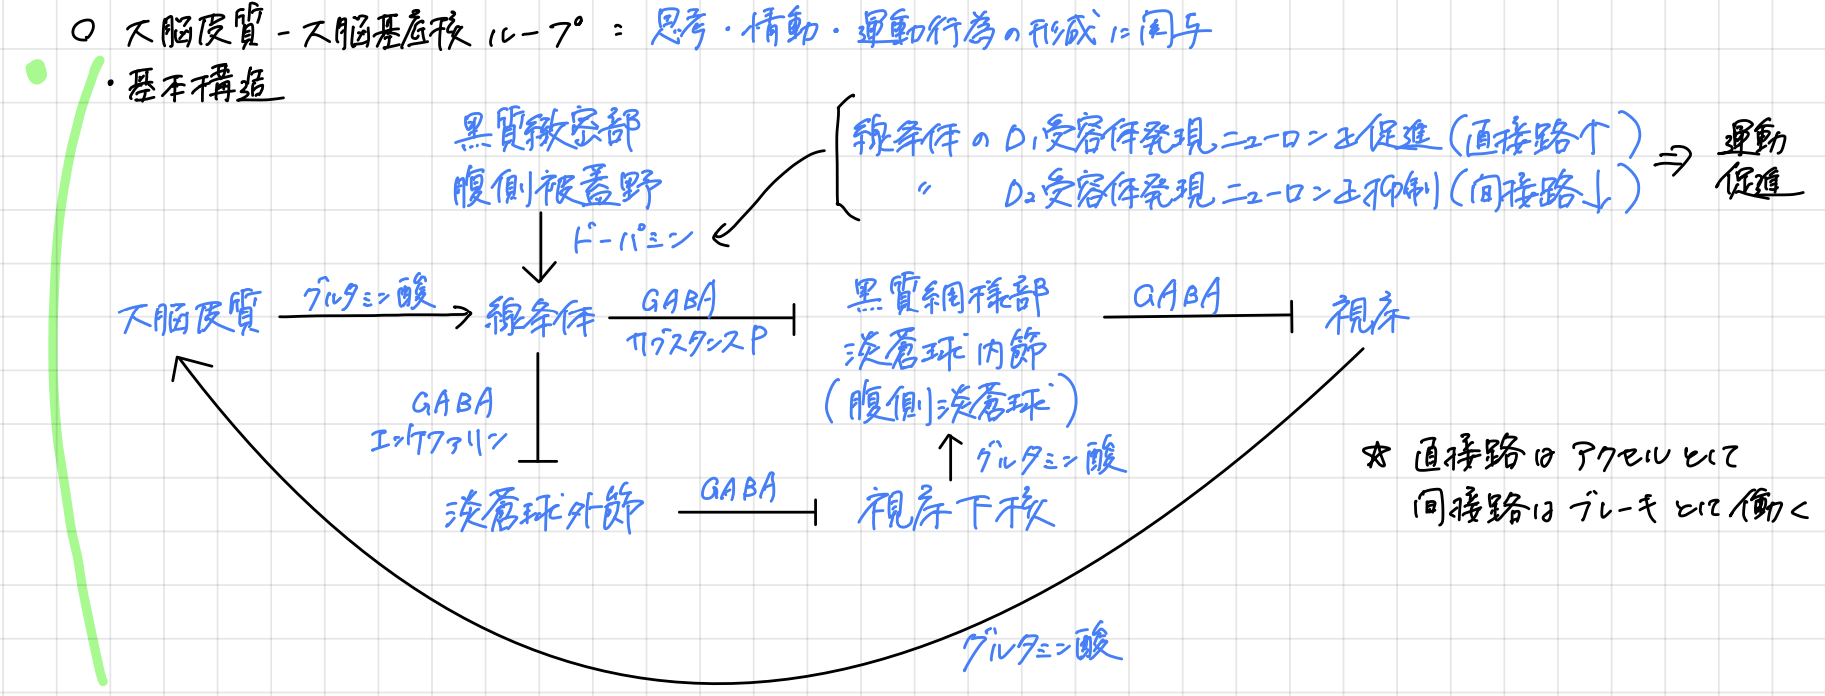 ○ 大脳皮質-大脳基底核ループ : 思考・情動・運動行為の形成に関与
・基本構造
黒質緻密部
腹側被蓋野
線条体の D₁受容体発現ニューロンを促進 (直接路↑)
〃 D₂受容体発現ニューロンを抑制 (間接路↓)
⇒ 運動
促進
ドーパミン
大脳皮質
グルタミン酸
線条体
GABA
サブスタンスP
黒質網様部
淡蒼球内節
(腹側淡蒼球)
GABA
視床
GABA
エンケファリン
グルタミン酸
淡蒼球外節
GABA
視床下核
☆ 直接路はアクセルとして
間接路はブレーキとして働く
グルタミン酸